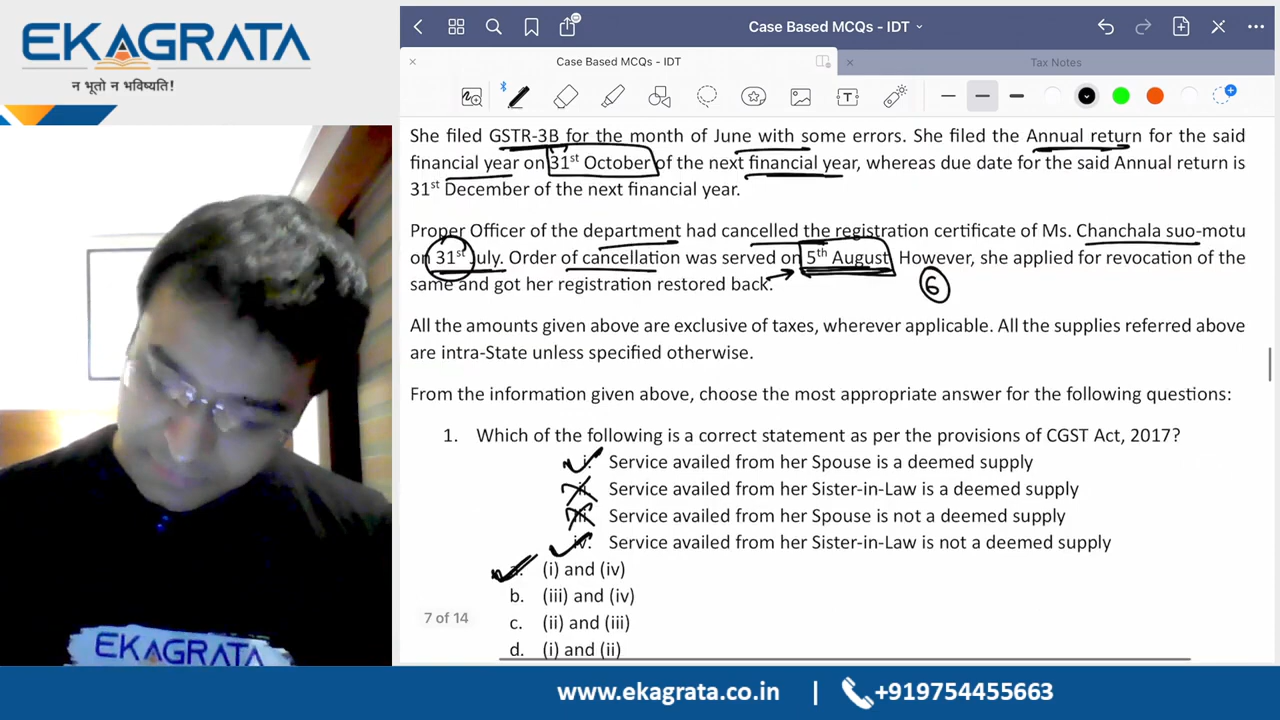 EKAGRATA
न भूतो न भविष्यति!
Case Based MCQs - IDT
Case Based MCQs - IDT
Tax Notes
She filed GSTR-3B for the month of June with some errors. She filed the Annual return for the said
financial year on 31st October of the next financial year, whereas due date for the said Annual return is
31st December of the next financial year.
Proper Officer of the department had cancelled the registration certificate of Ms. Chanchala suo-motu
on 31st July. Order of cancellation was served on 5th August. However, she applied for revocation of the
same and got her registration restored back.
6
All the amounts given above are exclusive of taxes, wherever applicable. All the supplies referred above
are intra-State unless specified otherwise.
From the information given above, choose the most appropriate answer for the following questions:
1. Which of the following is a correct statement as per the provisions of CGST Act, 2017?
i. Service availed from her Spouse is a deemed supply
Service availed from her Sister-in-Law is a deemed supply
Service availed from her Spouse is not a deemed supply
iv. Service availed from her Sister-in-Law is not a deemed supply
a. (i) and (iv)
b. (iii) and (iv)
c. (ii) and (iii)
d. (i) and (ii)
7 of 14
EKAGRATA
www.ekagrata.co.in | +919754455663